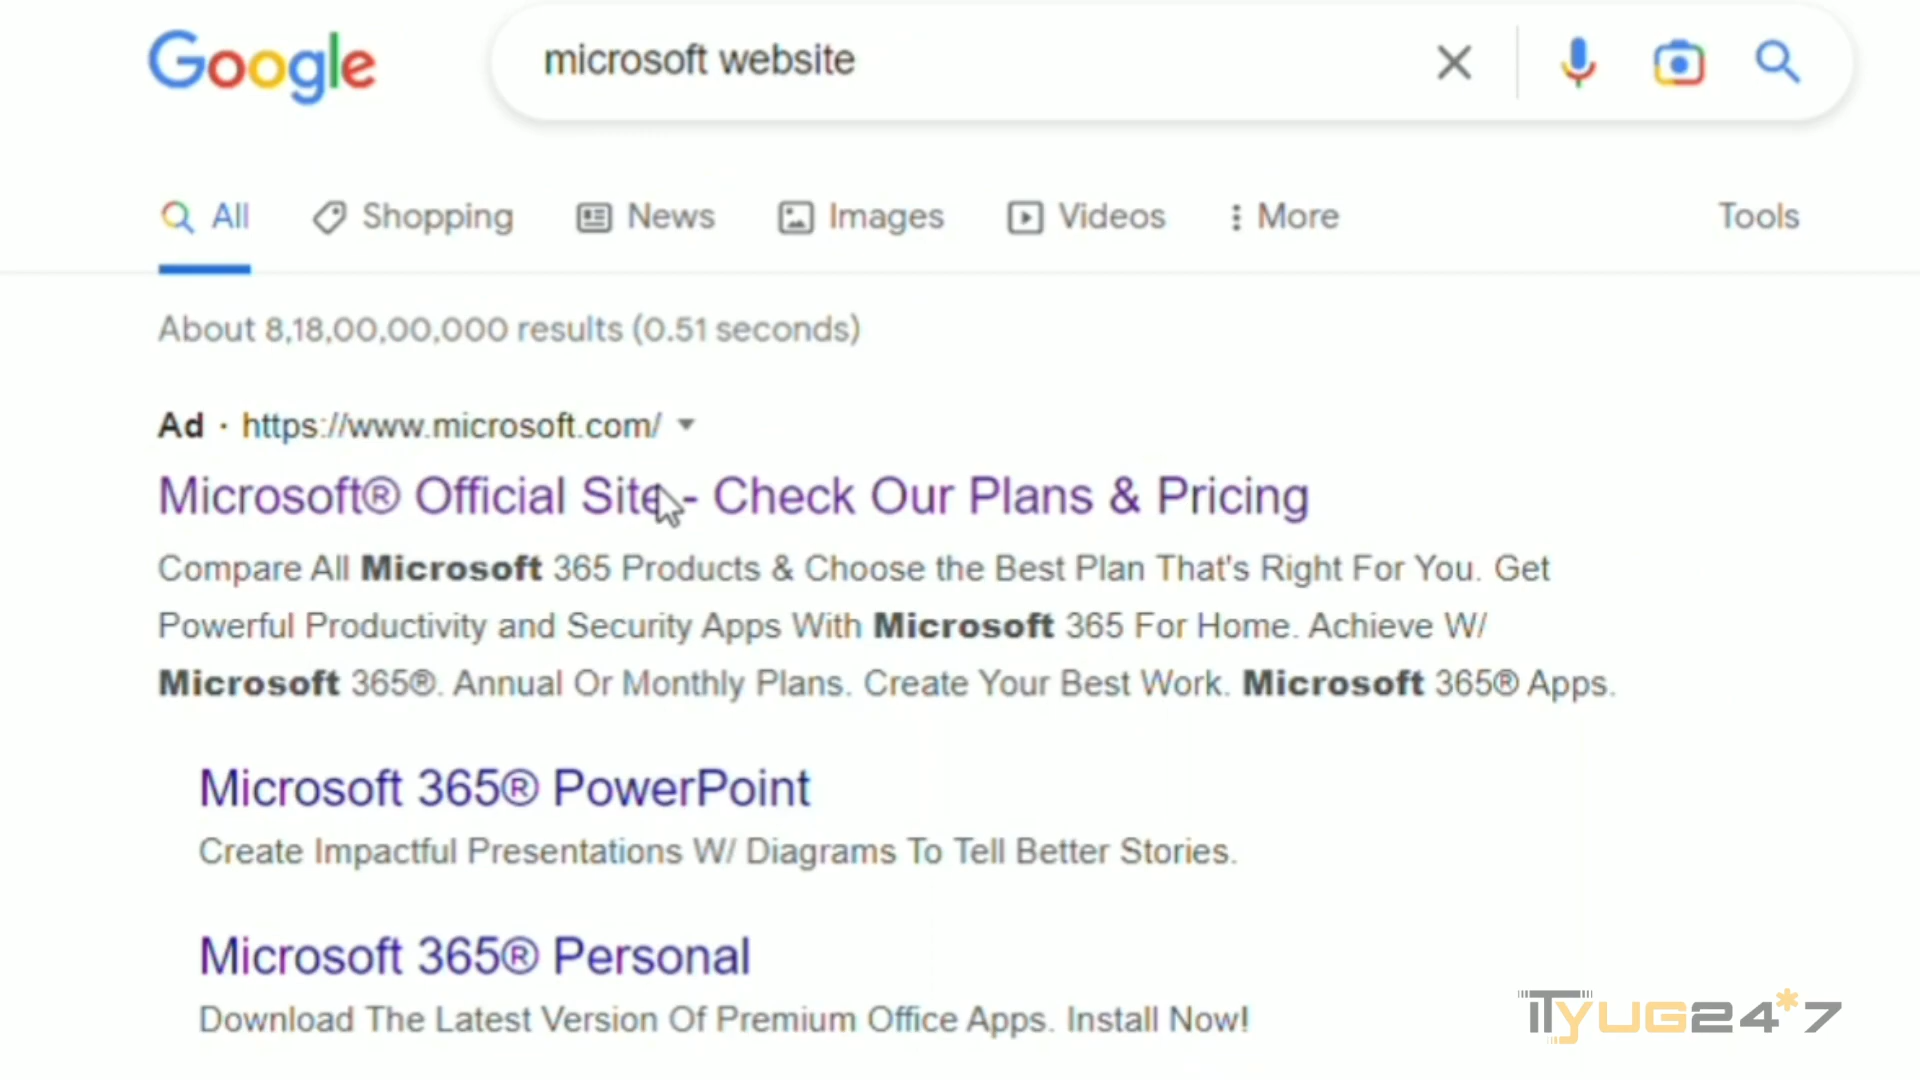 Google
microsoft website
All Shopping News Images Videos More Tools
About 8,18,00,00,000 results (0.51 seconds)
Ad · https://www.microsoft.com/
Microsoft® Official Site - Check Our Plans & Pricing
Compare All Microsoft 365 Products & Choose the Best Plan That's Right For You. Get
Powerful Productivity and Security Apps With Microsoft 365 For Home. Achieve W/
Microsoft 365®. Annual Or Monthly Plans. Create Your Best Work. Microsoft 365® Apps.
Microsoft 365® PowerPoint
Create Impactful Presentations W/ Diagrams To Tell Better Stories.
Microsoft 365® Personal
Download The Latest Version Of Premium Office Apps. Install Now!
ITYUG24*7